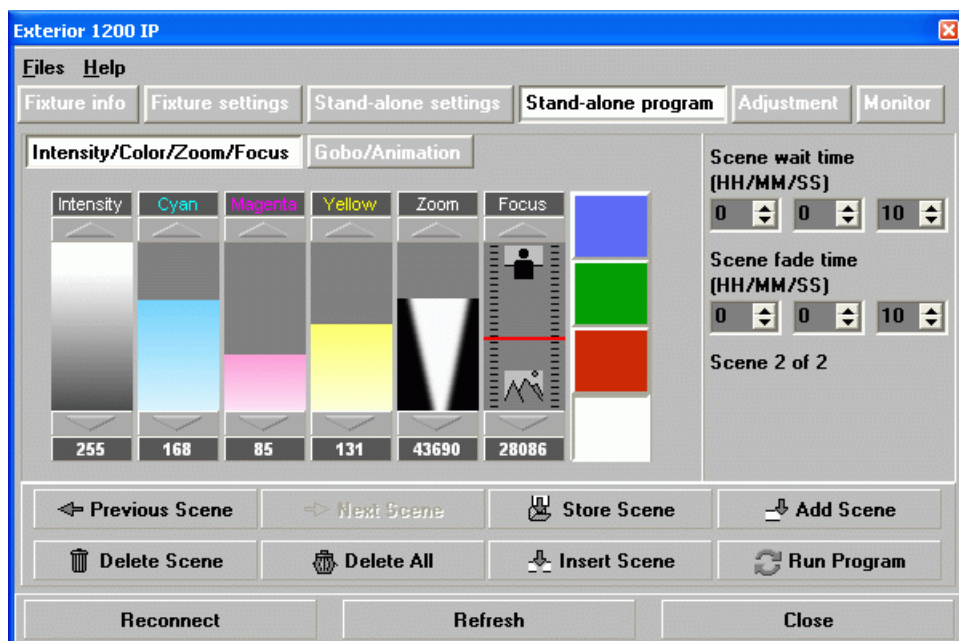 Exterior 1200 IP
Files Help
Fixture info Fixture settings Stand-alone settings Stand-alone program Adjustment Monitor
Intensity/Color/Zoom/Focus Gobo/Animation
Scene wait time
(HH/MM/SS)
0 0 10
Scene fade time
(HH/MM/SS)
0 0 10
Scene 2 of 2
Intensity Cyan Magenta Yellow Zoom Focus
255 168 85 131 43690 28086
Previous Scene Next Scene Store Scene Add Scene
Delete Scene Delete All Insert Scene Run Program
Reconnect Refresh Close